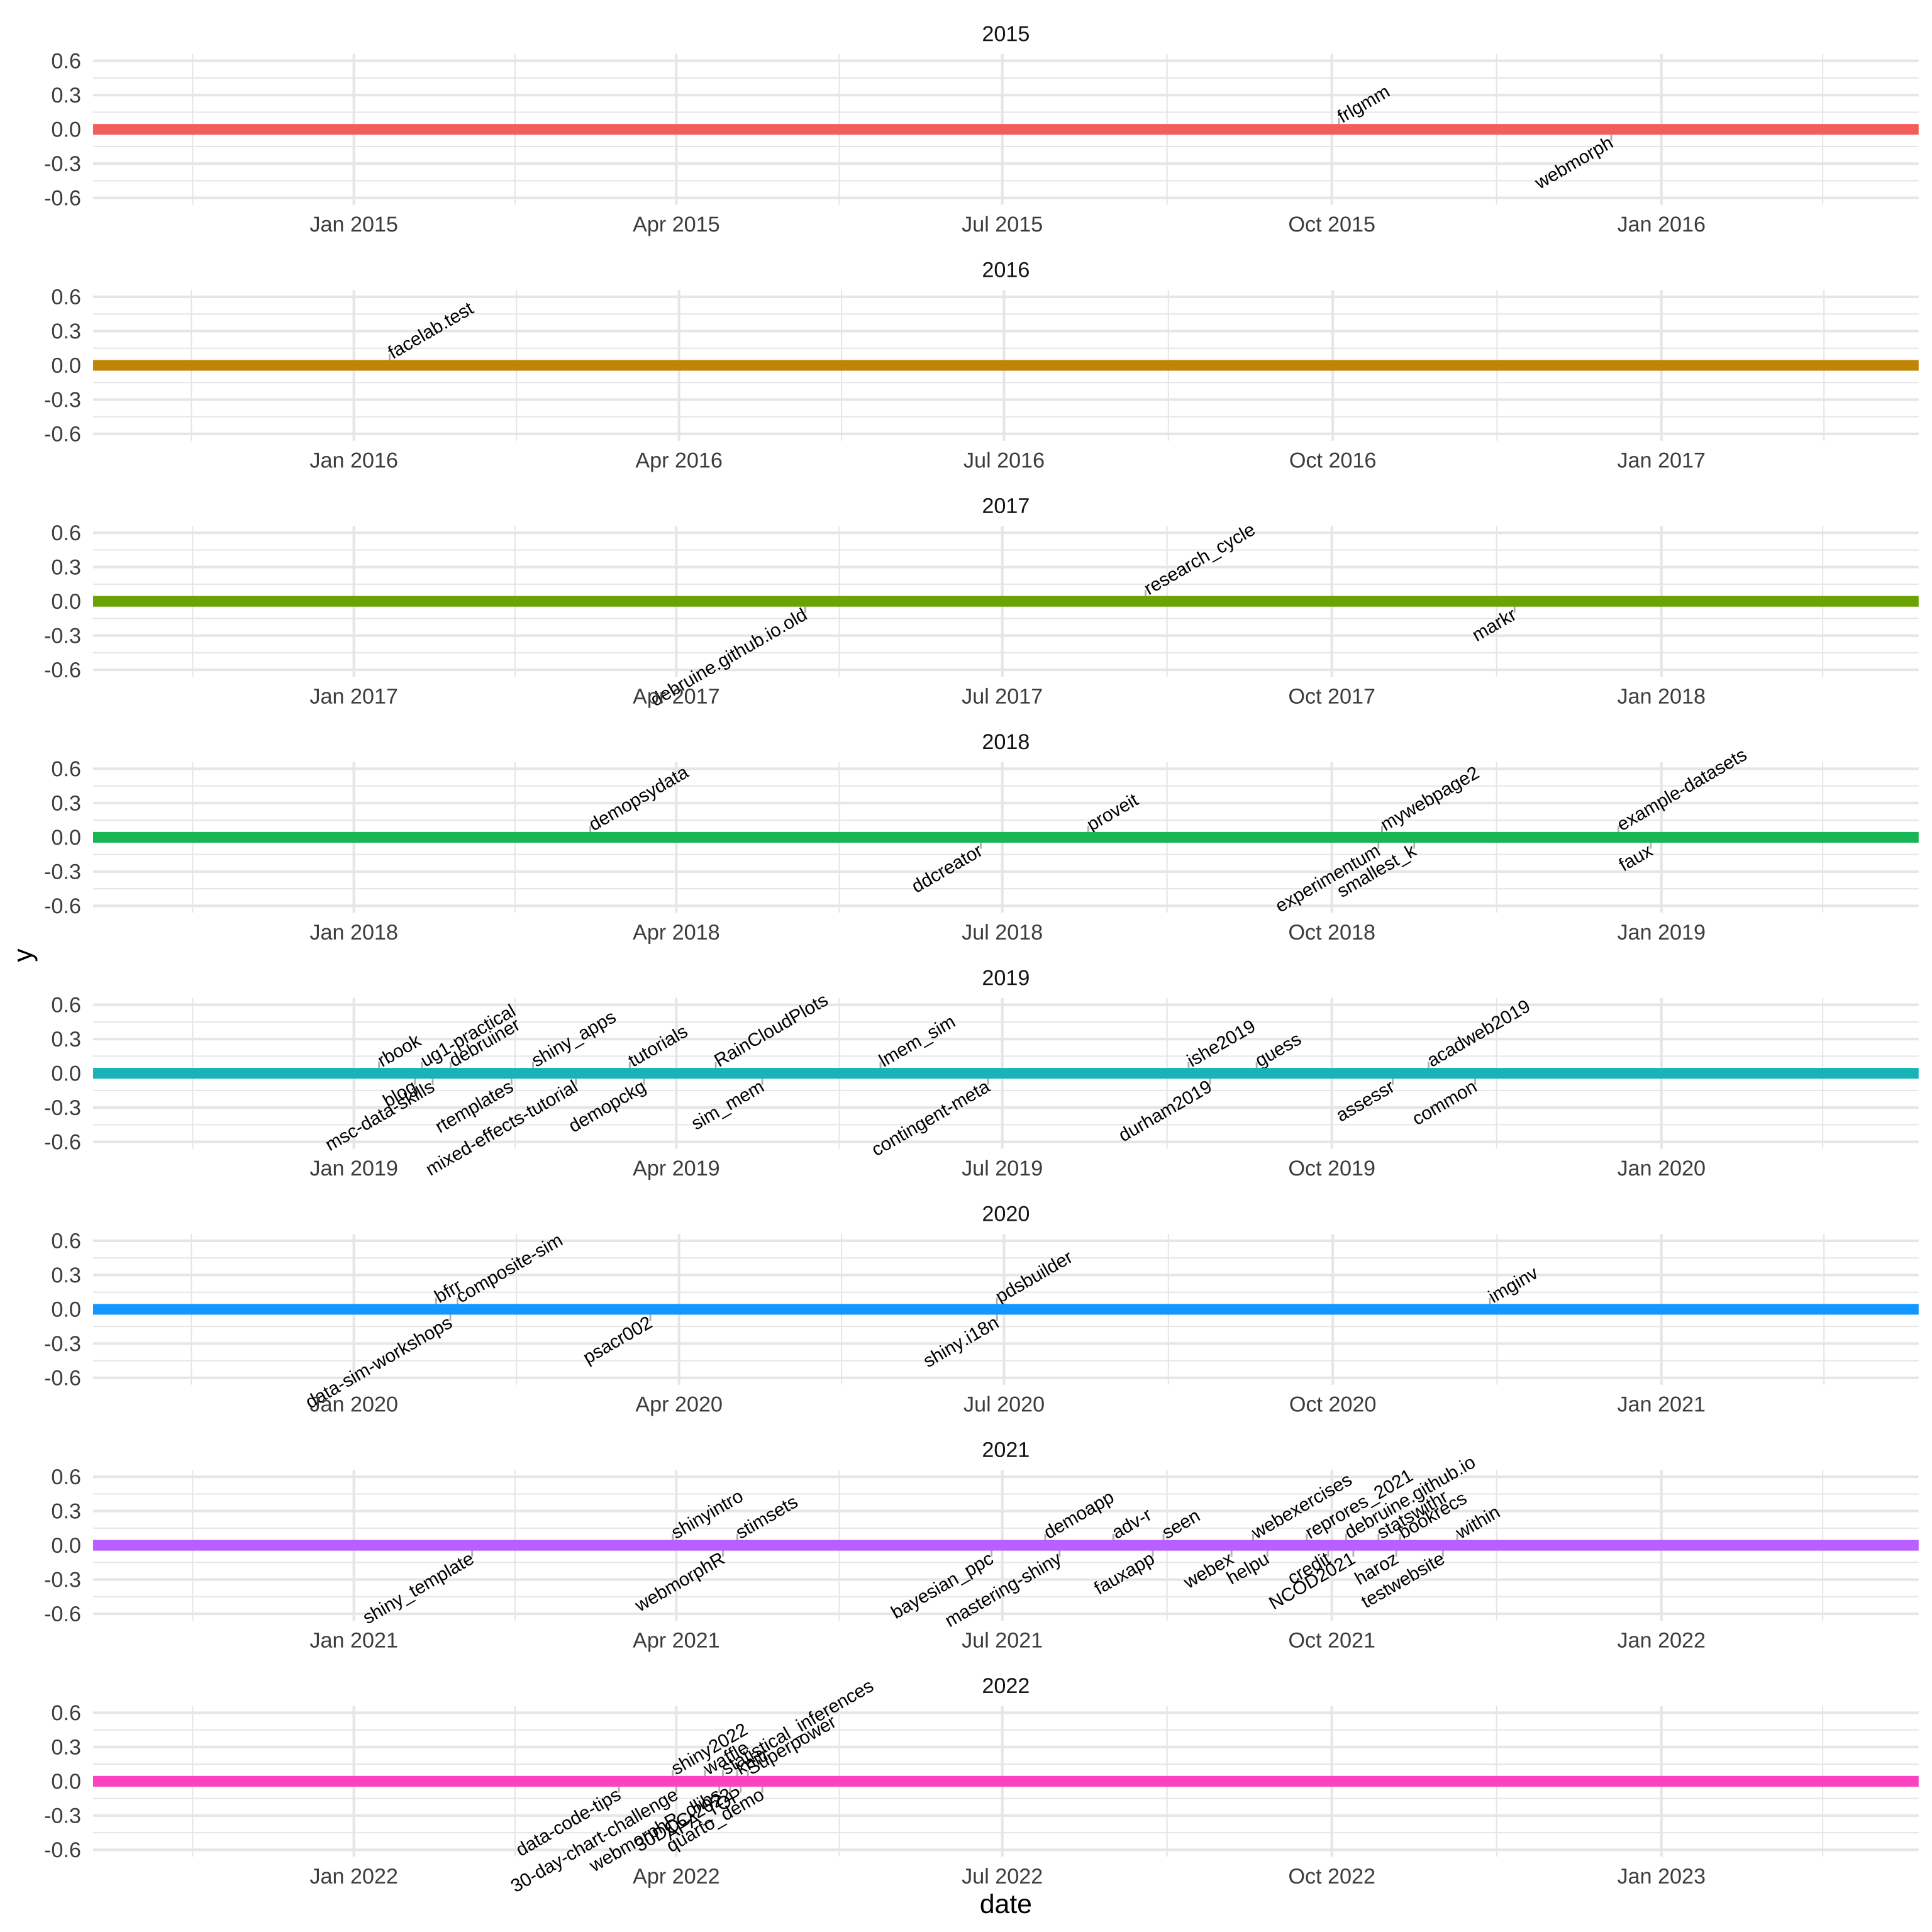 2015
0.6
0.3
0.0
-0.3
-0.6
frlgmm
webmorph
Jan 2015 Apr 2015 Jul 2015 Oct 2015 Jan 2016
2016
0.6
0.3
0.0
-0.3
-0.6
facelab.test
Jan 2016 Apr 2016 Jul 2016 Oct 2016 Jan 2017
2017
0.6
0.3
0.0
-0.3
-0.6
research_cycle
debruine.github.io.old
markr
Jan 2017 Apr 2017 Jul 2017 Oct 2017 Jan 2018
2018
0.6
0.3
0.0
-0.3
-0.6
demopsydata
proveit
mywebpage2
example-datasets
ddcreator
experimentum
smallest_k
faux
Jan 2018 Apr 2018 Jul 2018 Oct 2018 Jan 2019
y
2019
0.6
0.3
0.0
-0.3
-0.6
rbook
ug1-practical
debruiner
shiny_apps
tutorials
RainCloudPlots
lmem_sim
ishe2019
guess
acadweb2019
blog
msc-data-skills
rtemplates
mixed-effects-tutorial
demopckg
sim_mem
contingent-meta
durham2019
assessr
common
Jan 2019 Apr 2019 Jul 2019 Oct 2019 Jan 2020
2020
0.6
0.3
0.0
-0.3
-0.6
bfrr
composite-sim
pdsbuilder
imginv
data-sim-workshops
psacr002
shiny.i18n
Jan 2020 Apr 2020 Jul 2020 Oct 2020 Jan 2021
2021
0.6
0.3
0.0
-0.3
-0.6
shinyintro
stimsets
demoapp
adv-r
seen
webexercises
reprores_2021
debruine.github.io
statswithr
bookrecs
within
shiny_template
webmorphR
bayesian_ppc
mastering-shiny
fauxapp
webex
helpu
credit
NCOD2021
haroz
testwebsite
Jan 2021 Apr 2021 Jul 2021 Oct 2021 Jan 2022
2022
0.6
0.3
0.0
-0.3
-0.6
shiny2022
waffle
statistical_inferences
Superpower
data-code-tips
30-day-chart-challenge
quarto_demo
Jan 2022 Apr 2022 Jul 2022 Oct 2022 Jan 2023
date